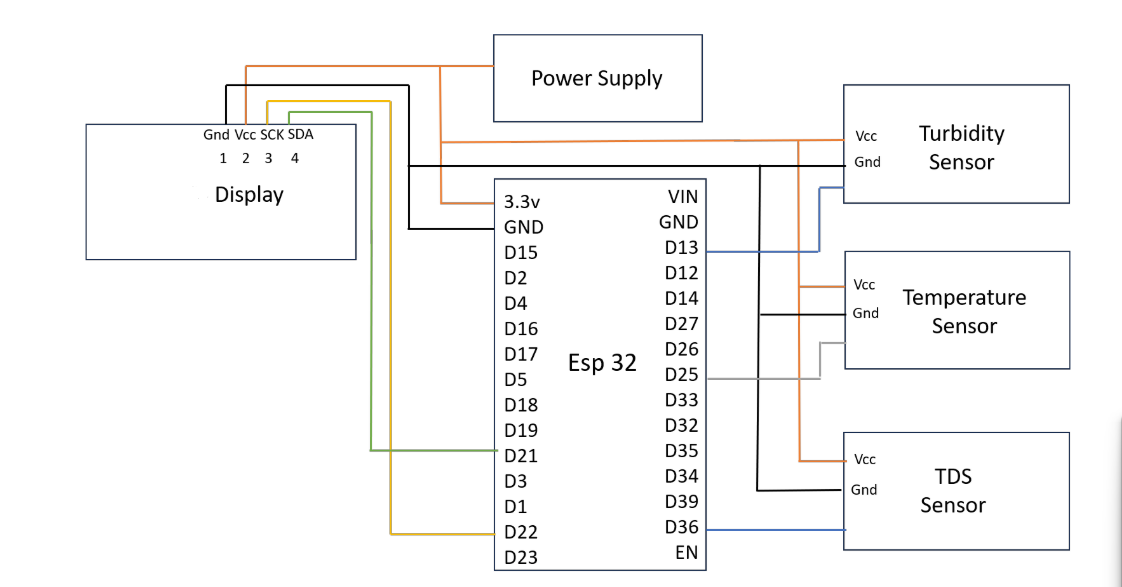 Power Supply
Gnd Vcc SCK SDA
1 2 3 4
Display
Vcc
Gnd
Turbidity
Sensor
3.3v
GND
D15
D2
D4
D16
D17
D5
D18
D19
D21
D3
D1
D22
D23
Esp 32
VIN
GND
D13
D12
D14
D27
D26
D25
D33
D32
D35
D34
D39
D36
EN
Vcc
Gnd
Temperature
Sensor
Vcc
Gnd
TDS
Sensor